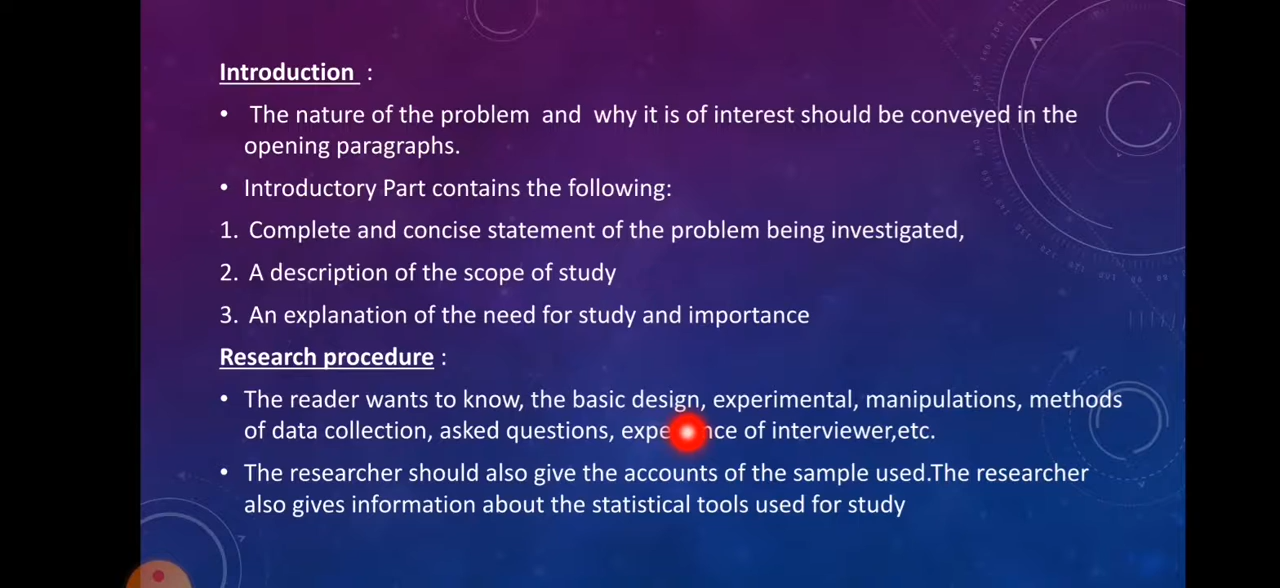 Introduction :
• The nature of the problem and why it is of interest should be conveyed in the
opening paragraphs.
• Introductory Part contains the following:
1. Complete and concise statement of the problem being investigated,
2. A description of the scope of study
3. An explanation of the need for study and importance
Research procedure :
• The reader wants to know, the basic design, experimental, manipulations, methods
of data collection, asked questions, of interviewer,etc.
• The researcher should also give the accounts of the sample used.The researcher
also gives information about the statistical tools used for study